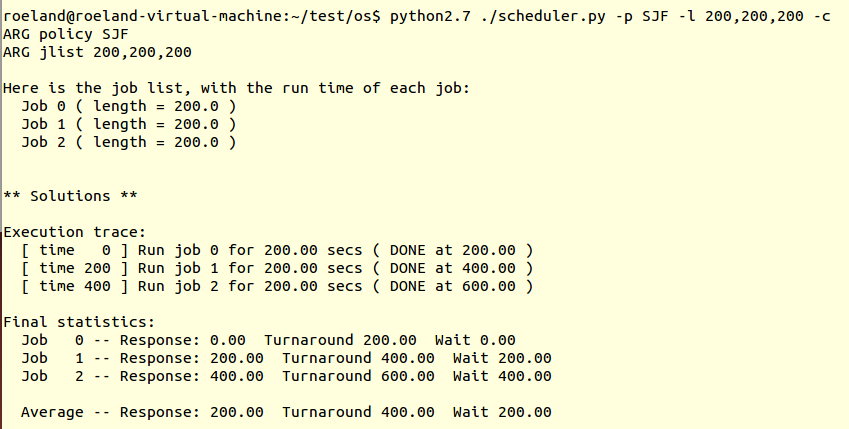 roeland@roeland-virtual-machine:~/test/os$ python2.7 ./scheduler.py -p SJF -l 200,200,200 -c
ARG policy SJF
ARG jlist 200,200,200

Here is the job list, with the run time of each job:
  Job 0 ( length = 200.0 )
  Job 1 ( length = 200.0 )
  Job 2 ( length = 200.0 )


** Solutions **

Execution trace:
  [ time   0 ] Run job 0 for 200.00 secs ( DONE at 200.00 )
  [ time 200 ] Run job 1 for 200.00 secs ( DONE at 400.00 )
  [ time 400 ] Run job 2 for 200.00 secs ( DONE at 600.00 )

Final statistics:
  Job   0 -- Response: 0.00  Turnaround 200.00  Wait 0.00
  Job   1 -- Response: 200.00  Turnaround 400.00  Wait 200.00
  Job   2 -- Response: 400.00  Turnaround 600.00  Wait 400.00

  Average -- Response: 200.00  Turnaround 400.00  Wait 200.00